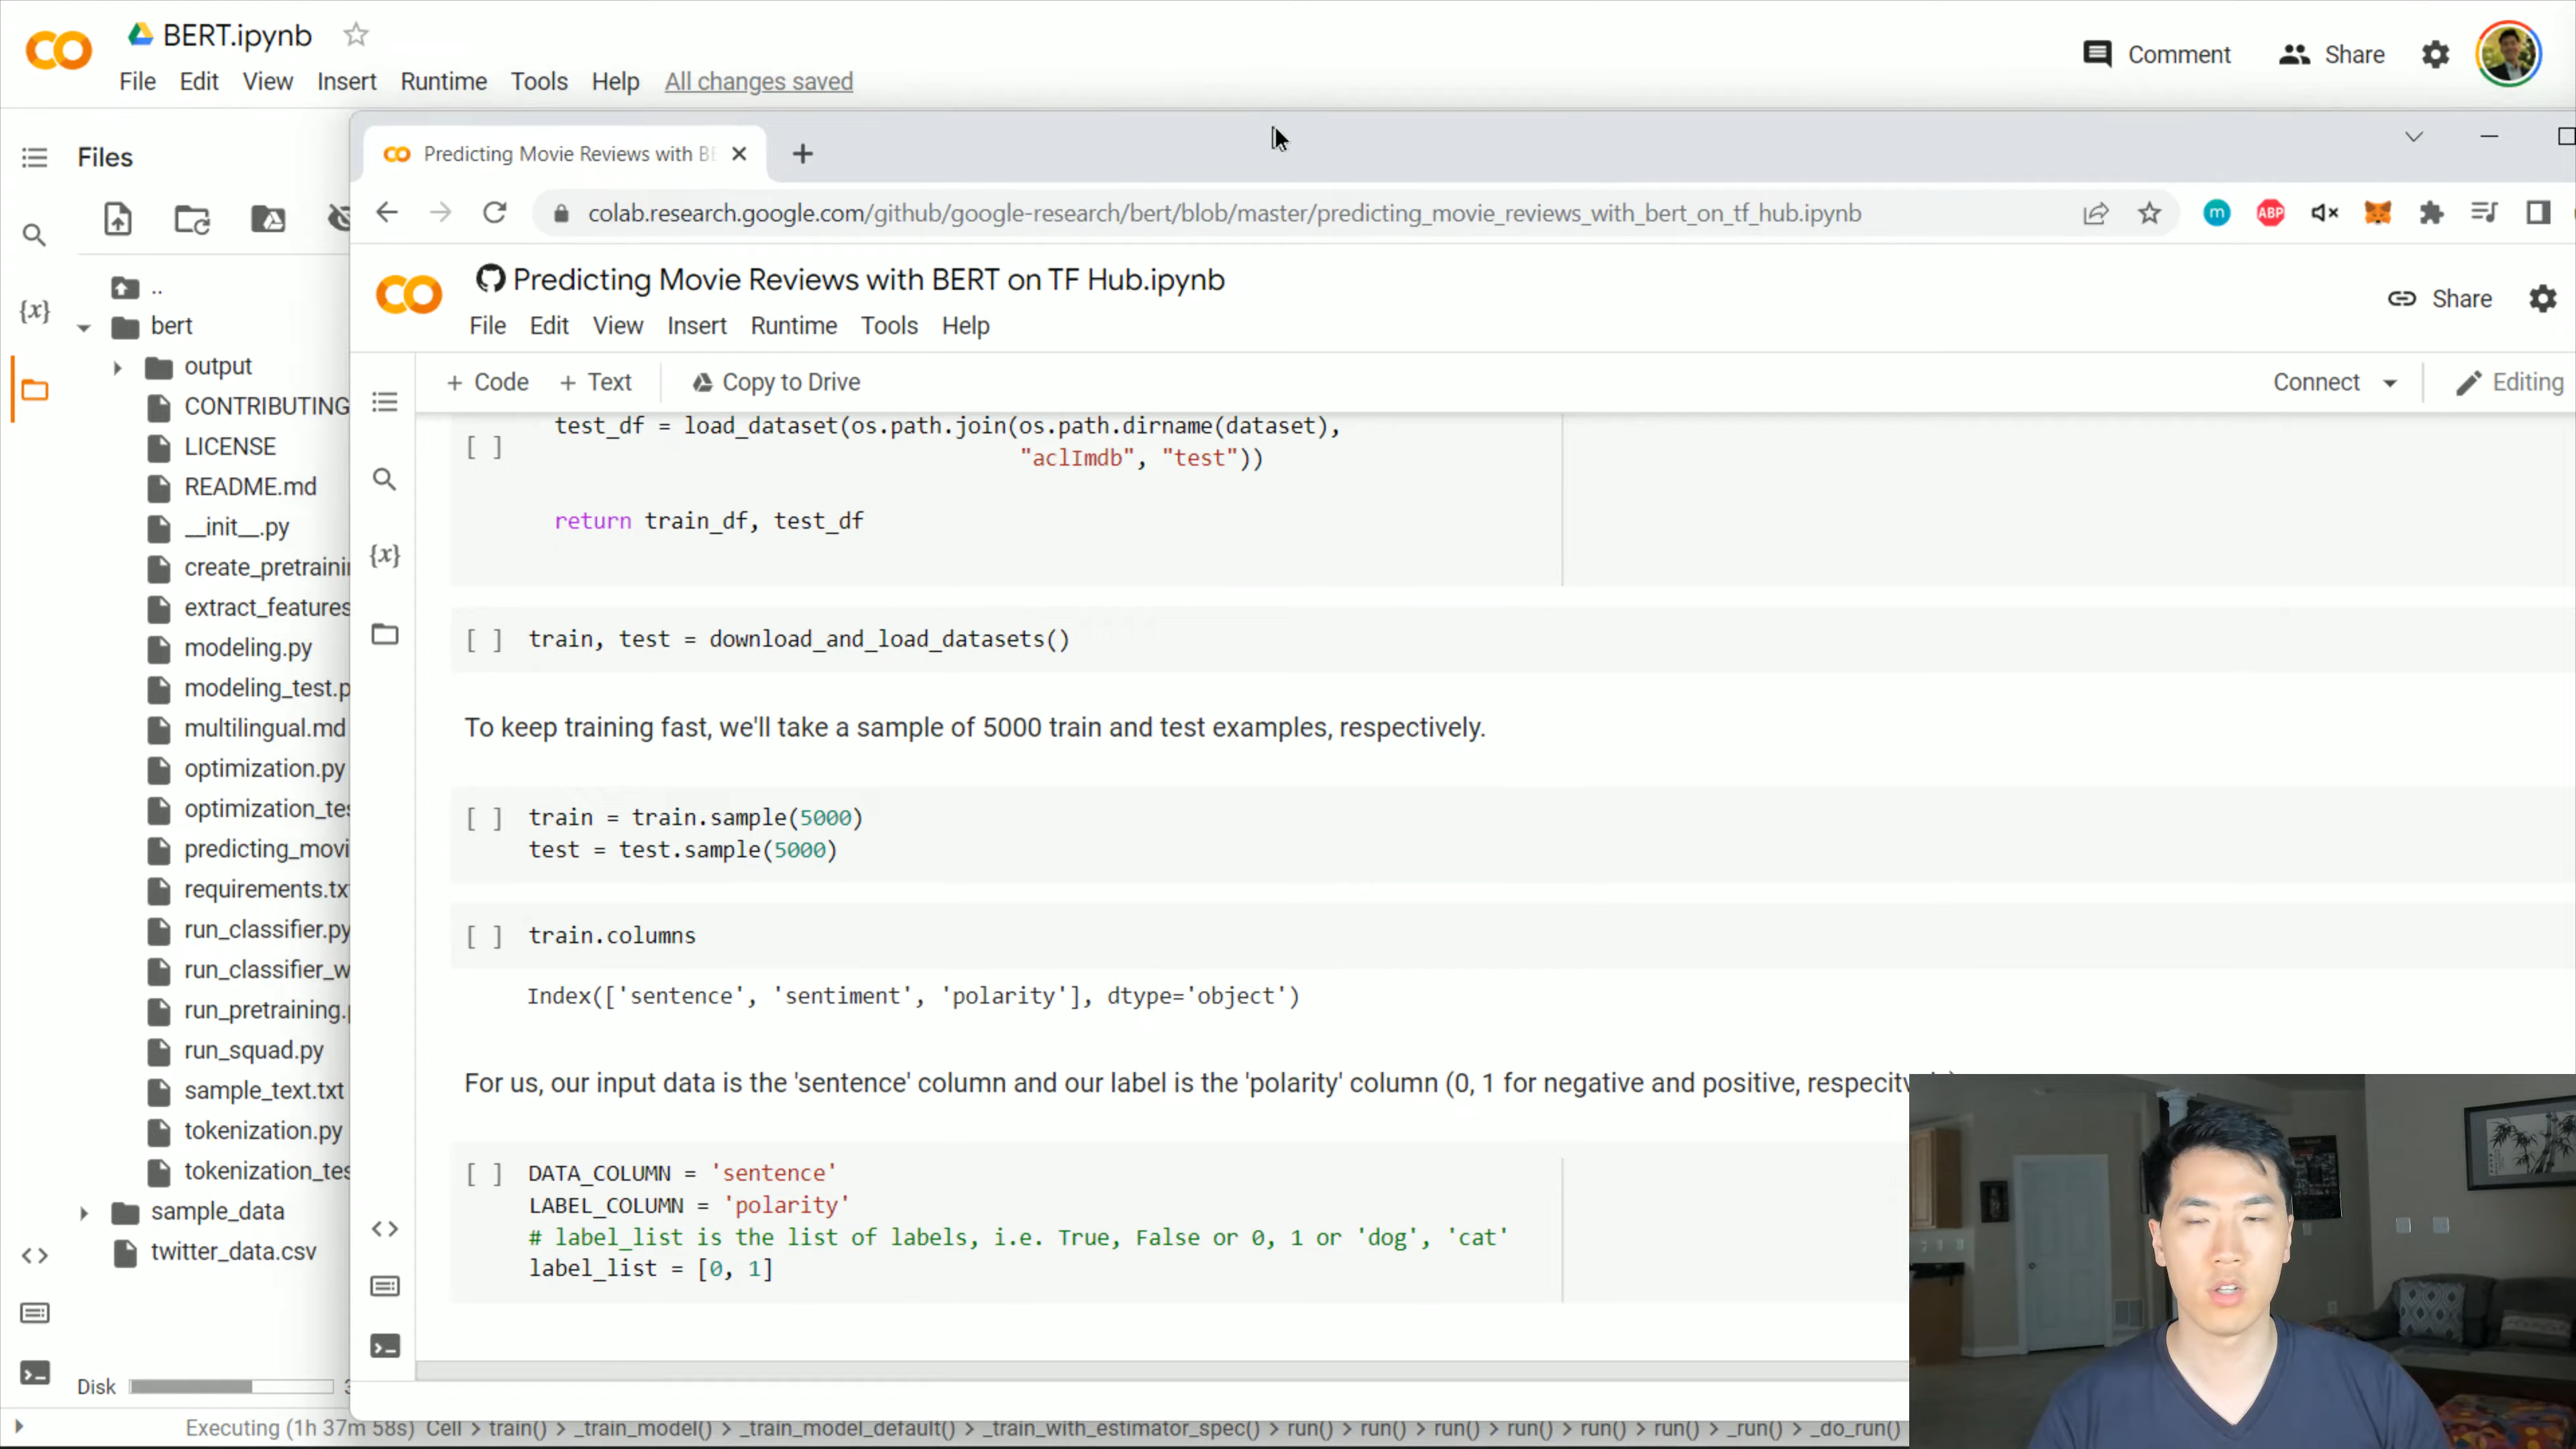 BERT.ipynb
File Edit View Insert Runtime Tools Help All changes saved
Comment Share
Files
..
bert
output
CONTRIBUTING
LICENSE
README.md
__init__.py
create_pretraini
extract_features
modeling.py
modeling_test.p
multilingual.md
optimization.py
optimization_tes
predicting_movi
requirements.tx
run_classifier.py
run_classifier_w
run_pretraining.
run_squad.py
sample_text.txt
tokenization.py
tokenization_tes
sample_data
twitter_data.csv
Disk
Predicting Movie Reviews with BE
colab.research.google.com/github/google-research/bert/blob/master/predicting_movie_reviews_with_bert_on_tf_hub.ipynb
m ABP
Predicting Movie Reviews with BERT on TF Hub.ipynb
Share
File Edit View Insert Runtime Tools Help
+ Code + Text Copy to Drive
Connect Editing
test_df = load_dataset(os.path.join(os.path.dirname(dataset),
[ ]
"aclImdb", "test"))
return train_df, test_df
[ ] train, test = download_and_load_datasets()
To keep training fast, we'll take a sample of 5000 train and test examples, respectively.
[ ] train = train.sample(5000)
test = test.sample(5000)
[ ] train.columns
Index(['sentence', 'sentiment', 'polarity'], dtype='object')
For us, our input data is the 'sentence' column and our label is the 'polarity' column (0, 1 for negative and positive, respecitv
[ ] DATA_COLUMN = 'sentence'
LABEL_COLUMN = 'polarity'
# label_list is the list of labels, i.e. True, False or 0, 1 or 'dog', 'cat'
label_list = [0, 1]
Executing (1h 37m 58s) Cell > train() > _train_model() > _train_model_default() > _train_with_estimator_spec() > run() > run() > run() > run() > run() > run() > _run() > _do_run()